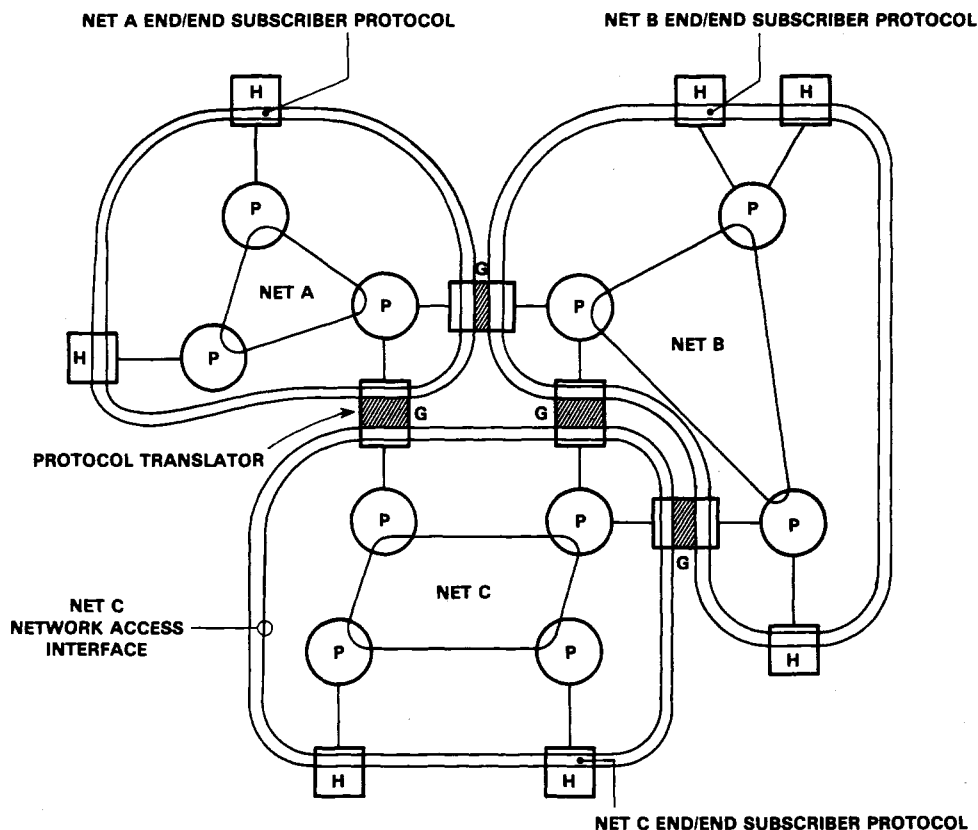 NET A END/END SUBSCRIBER PROTOCOL
NET B END/END SUBSCRIBER PROTOCOL
H
H
H
P
P
G
NET A
P
P
NET B
H
P
G
G
PROTOCOL TRANSLATOR
P
P
P
G
NET C
NET C
NETWORK ACCESS
INTERFACE
P
P
H
H
H
NET C END/END SUBSCRIBER PROTOCOL